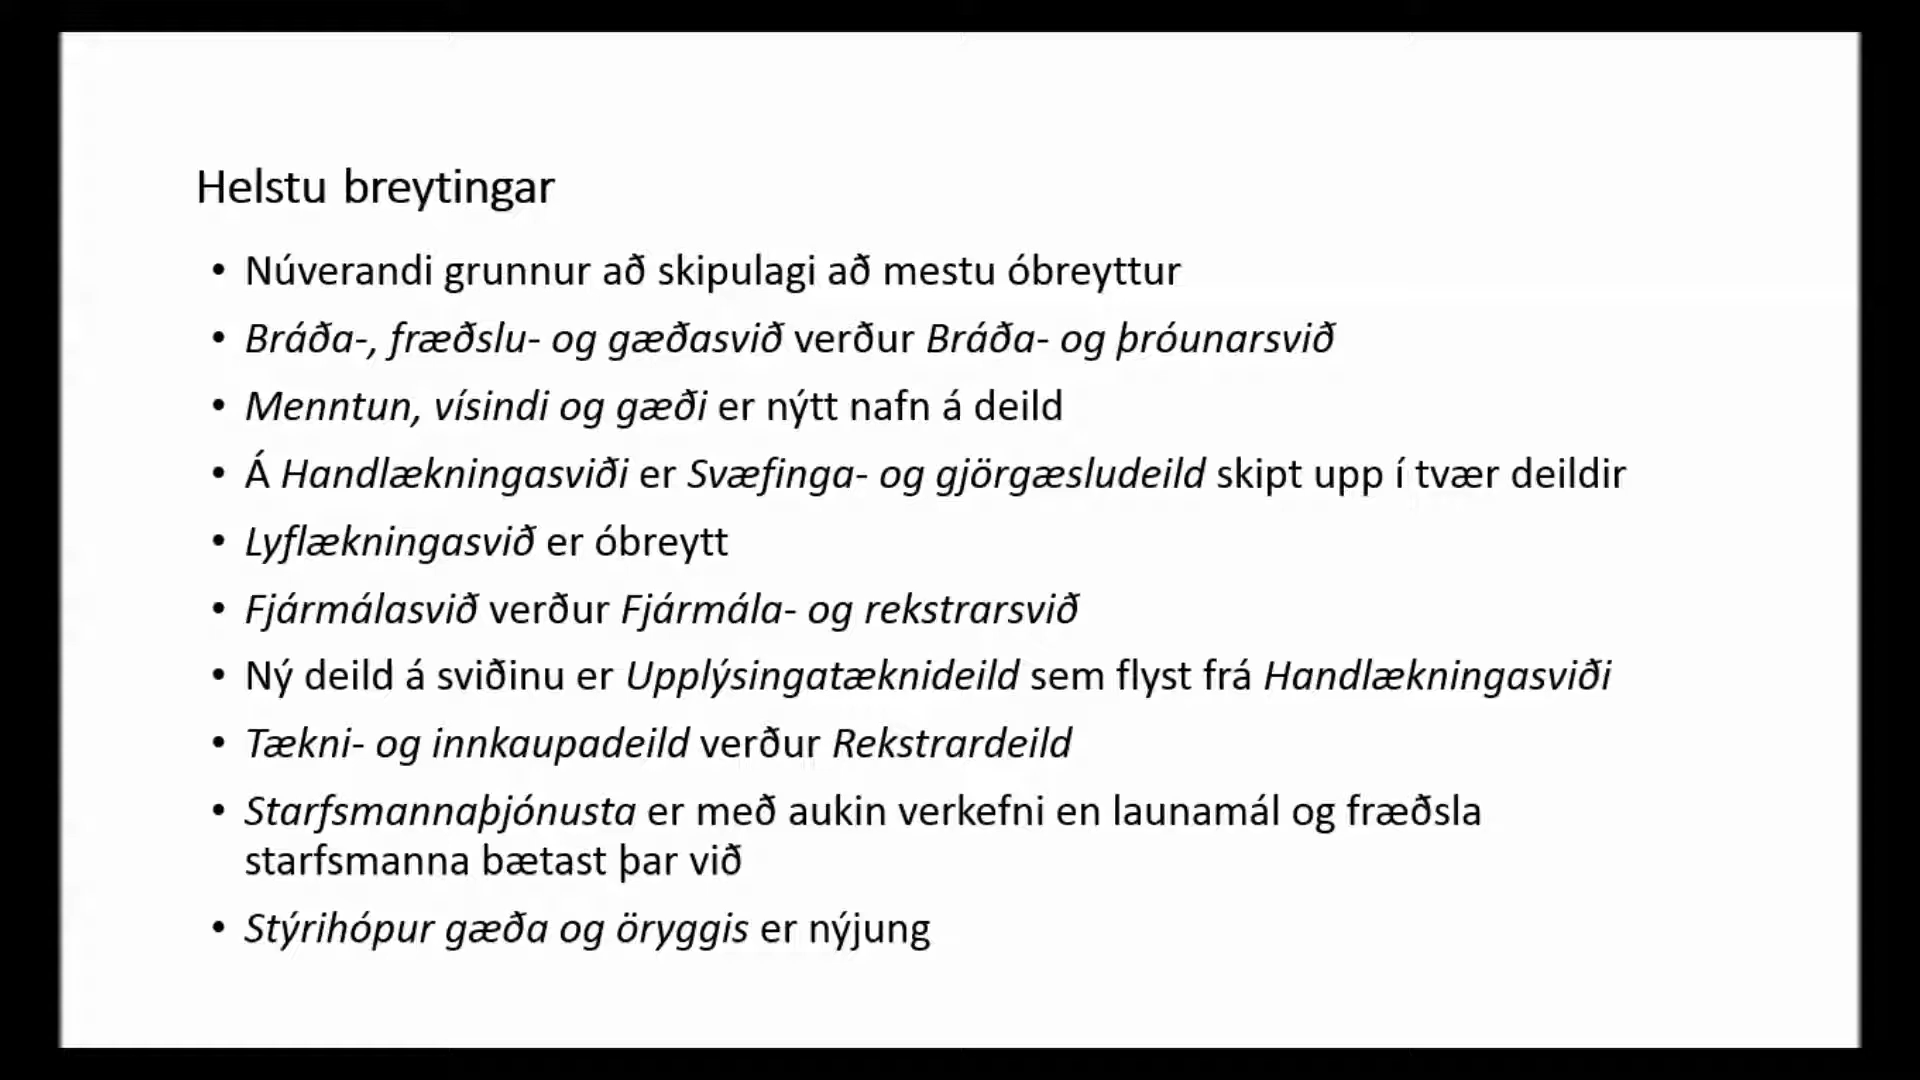 Helstu breytingar
• Núverandi grunnur að skipulagi að mestu óbreyttur
• Bráða-, fræðslu- og gæðasvið verður Bráða- og þróunarsvið
• Menntun, vísindi og gæði er nýtt nafn á deild
• Á Handlækningasviði er Svæfinga- og gjörgæsludeild skipt upp í tvær deildir
• Lyflækningasvið er óbreytt
• Fjármálasvið verður Fjármála- og rekstrarsvið
• Ný deild á sviðinu er Upplýsingatæknideild sem flyst frá Handlækningasviði
• Tækni- og innkaupadeild verður Rekstrardeild
• Starfsmannaþjónusta er með aukin verkefni en launamál og fræðsla
starfsmanna bætast þar við
• Stýrihópur gæða og öryggis er nýjung